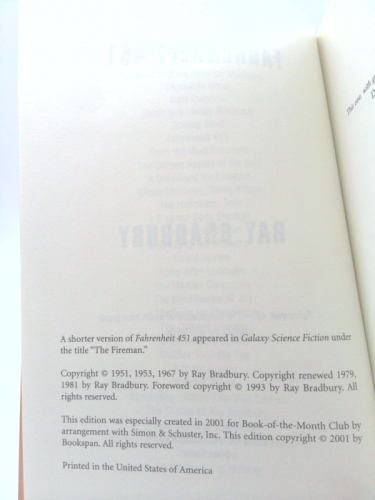 A shorter version of Fahrenheit 451 appeared in Galaxy Science Fiction under
the title "The Fireman."
Copyright © 1951, 1953, 1967 by Ray Bradbury. Copyright renewed 1979,
1981 by Ray Bradbury. Foreword copyright © 1993 by Ray Bradbury. All
rights reserved.
This edition was especially created in 2001 for Book-of-the-Month Club by
arrangement with Simon & Schuster, Inc. This edition copyright © 2001 by
Bookspan. All rights reserved.
Printed in the United States of America
This one, with